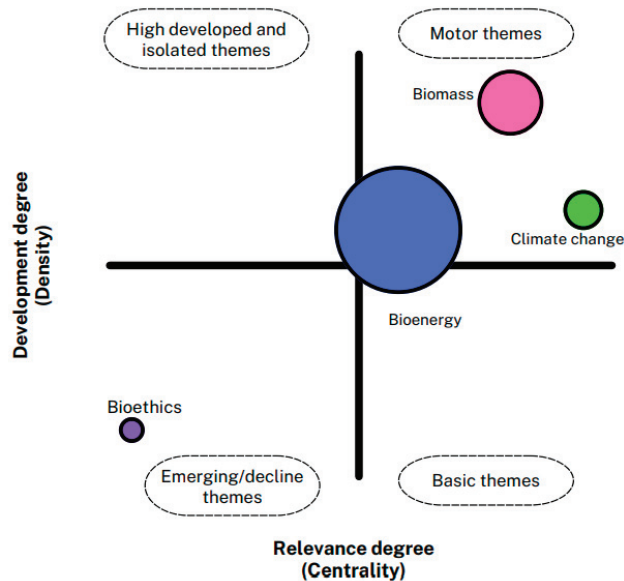 High developed and
isolated themes
Motor themes
Biomass
Climate change
Development degree
(Density)
Bioenergy
Bioethics
Emerging/decline
themes
Basic themes
Relevance degree
(Centrality)